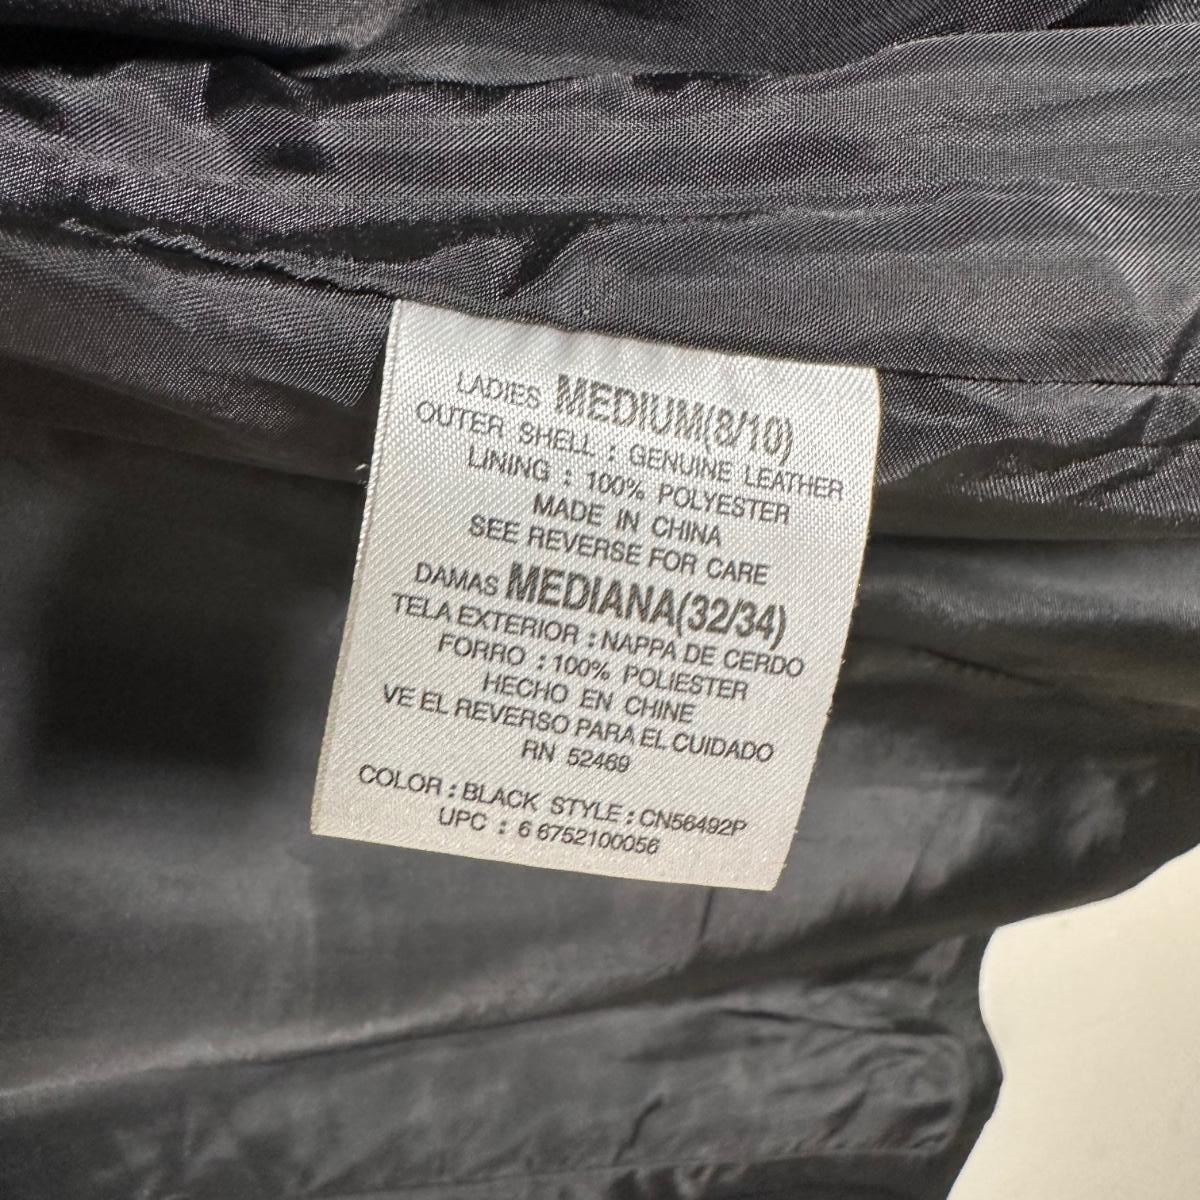 LADIES MEDIUM(8/10)
OUTER SHELL : GENUINE LEATHER
LINING : 100% POLYESTER
MADE IN CHINA
SEE REVERSE FOR CARE
DAMAS MEDIANA(32/34)
TELA EXTERIOR : NAPPA DE CERDO
FORRO : 100% POLIESTER
HECHO EN CHINE
VE EL REVERSO PARA EL CUIDADO
RN 52469
COLOR : BLACK STYLE : CN56492P
UPC : 6 6752100056